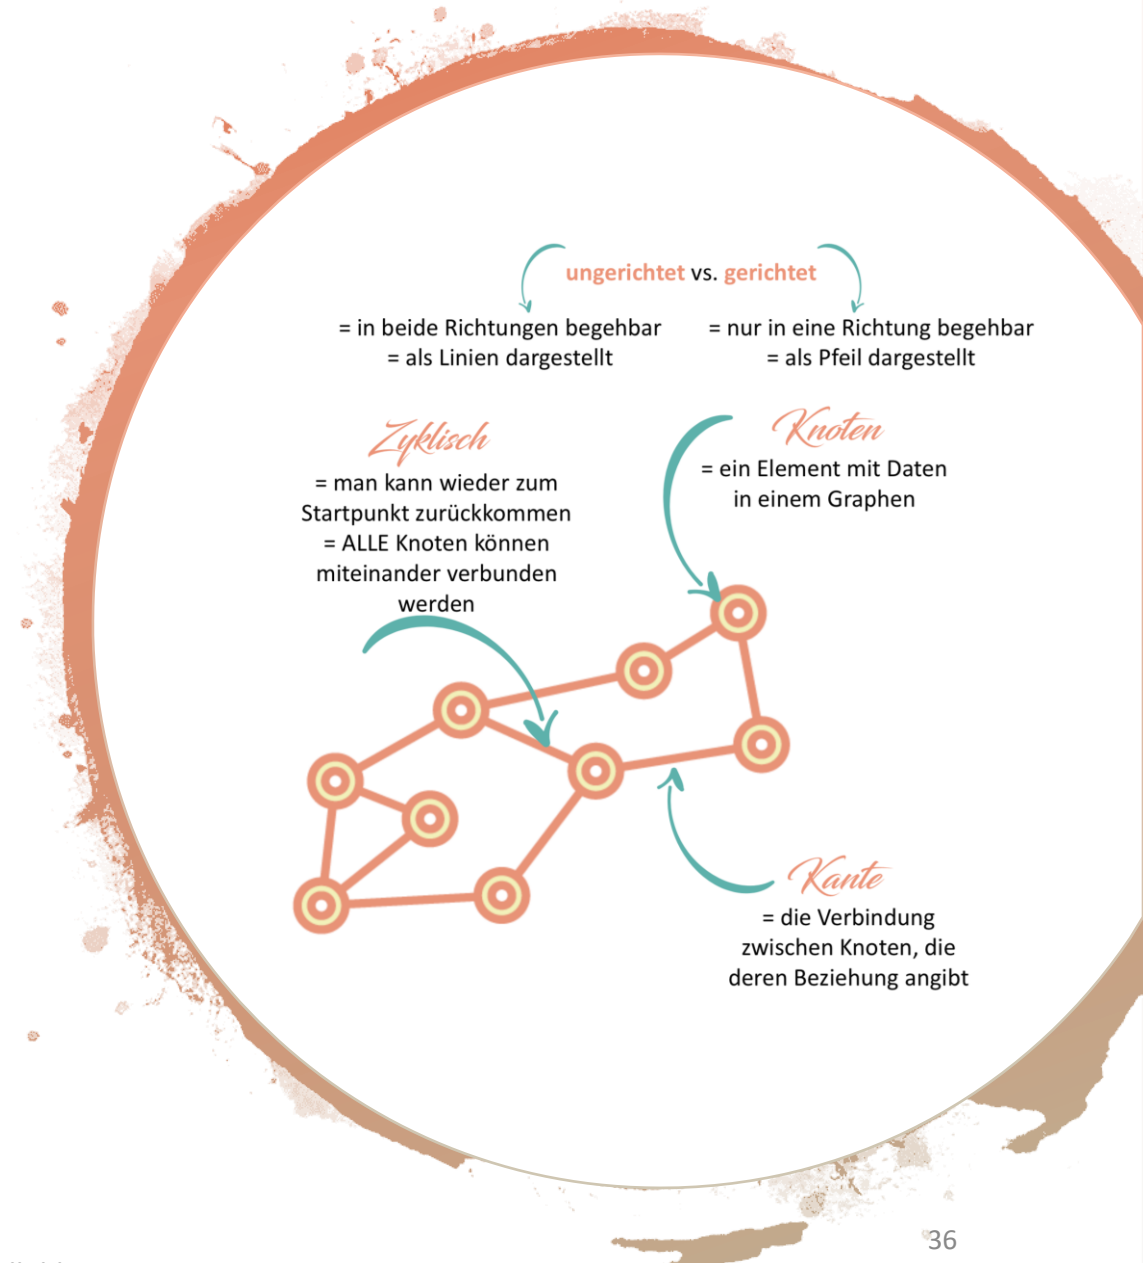 ungerichtet vs. gerichtet
= in beide Richtungen begehbar
= als Linien dargestellt
= nur in eine Richtung begehbar
= als Pfeil dargestellt
Zyklisch
= man kann wieder zum
Startpunkt zurückkommen
= ALLE Knoten können
miteinander verbunden
werden
Knoten
= ein Element mit Daten
in einem Graphen
Kante
= die Verbindung
zwischen Knoten, die
deren Beziehung angibt
36